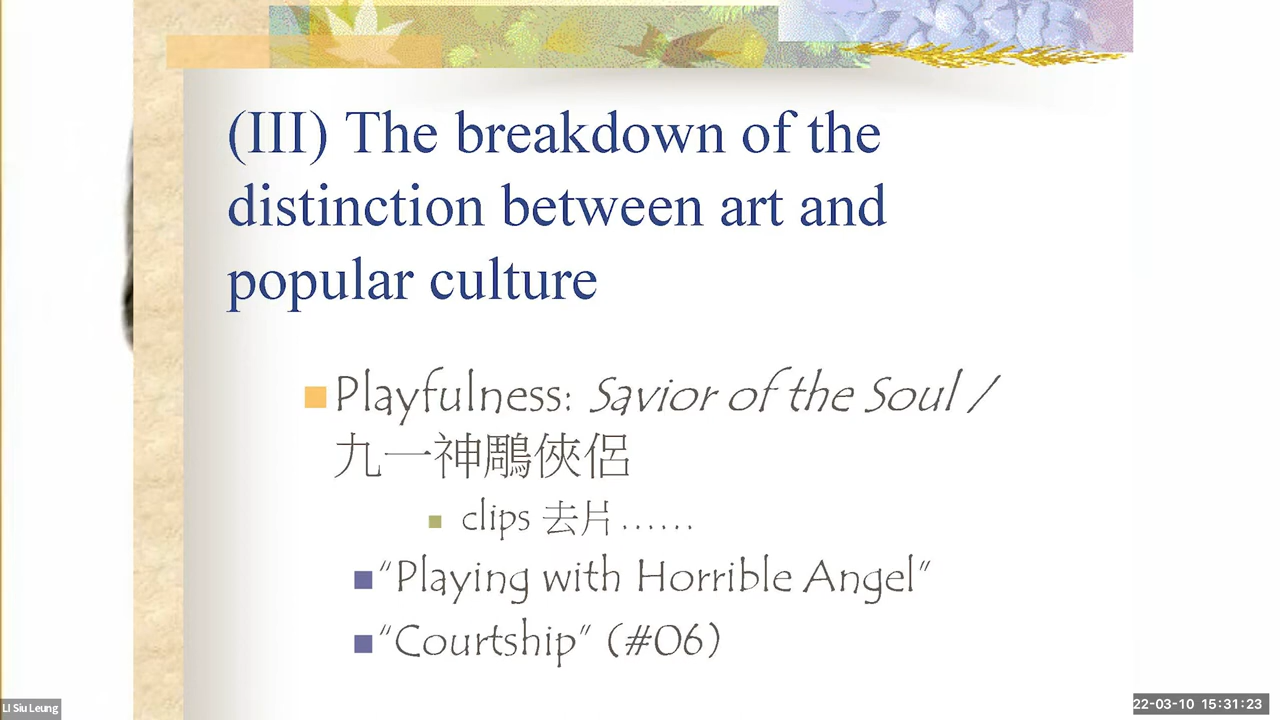 (III) The breakdown of the
distinction between art and
popular culture
Playfulness: Savior of the Soul /
九一神鵰俠侶
clips 去片……
“Playing with Horrible Angel”
“Courtship” (#06)
LI Siu Leung
22-03-10 15:31:23